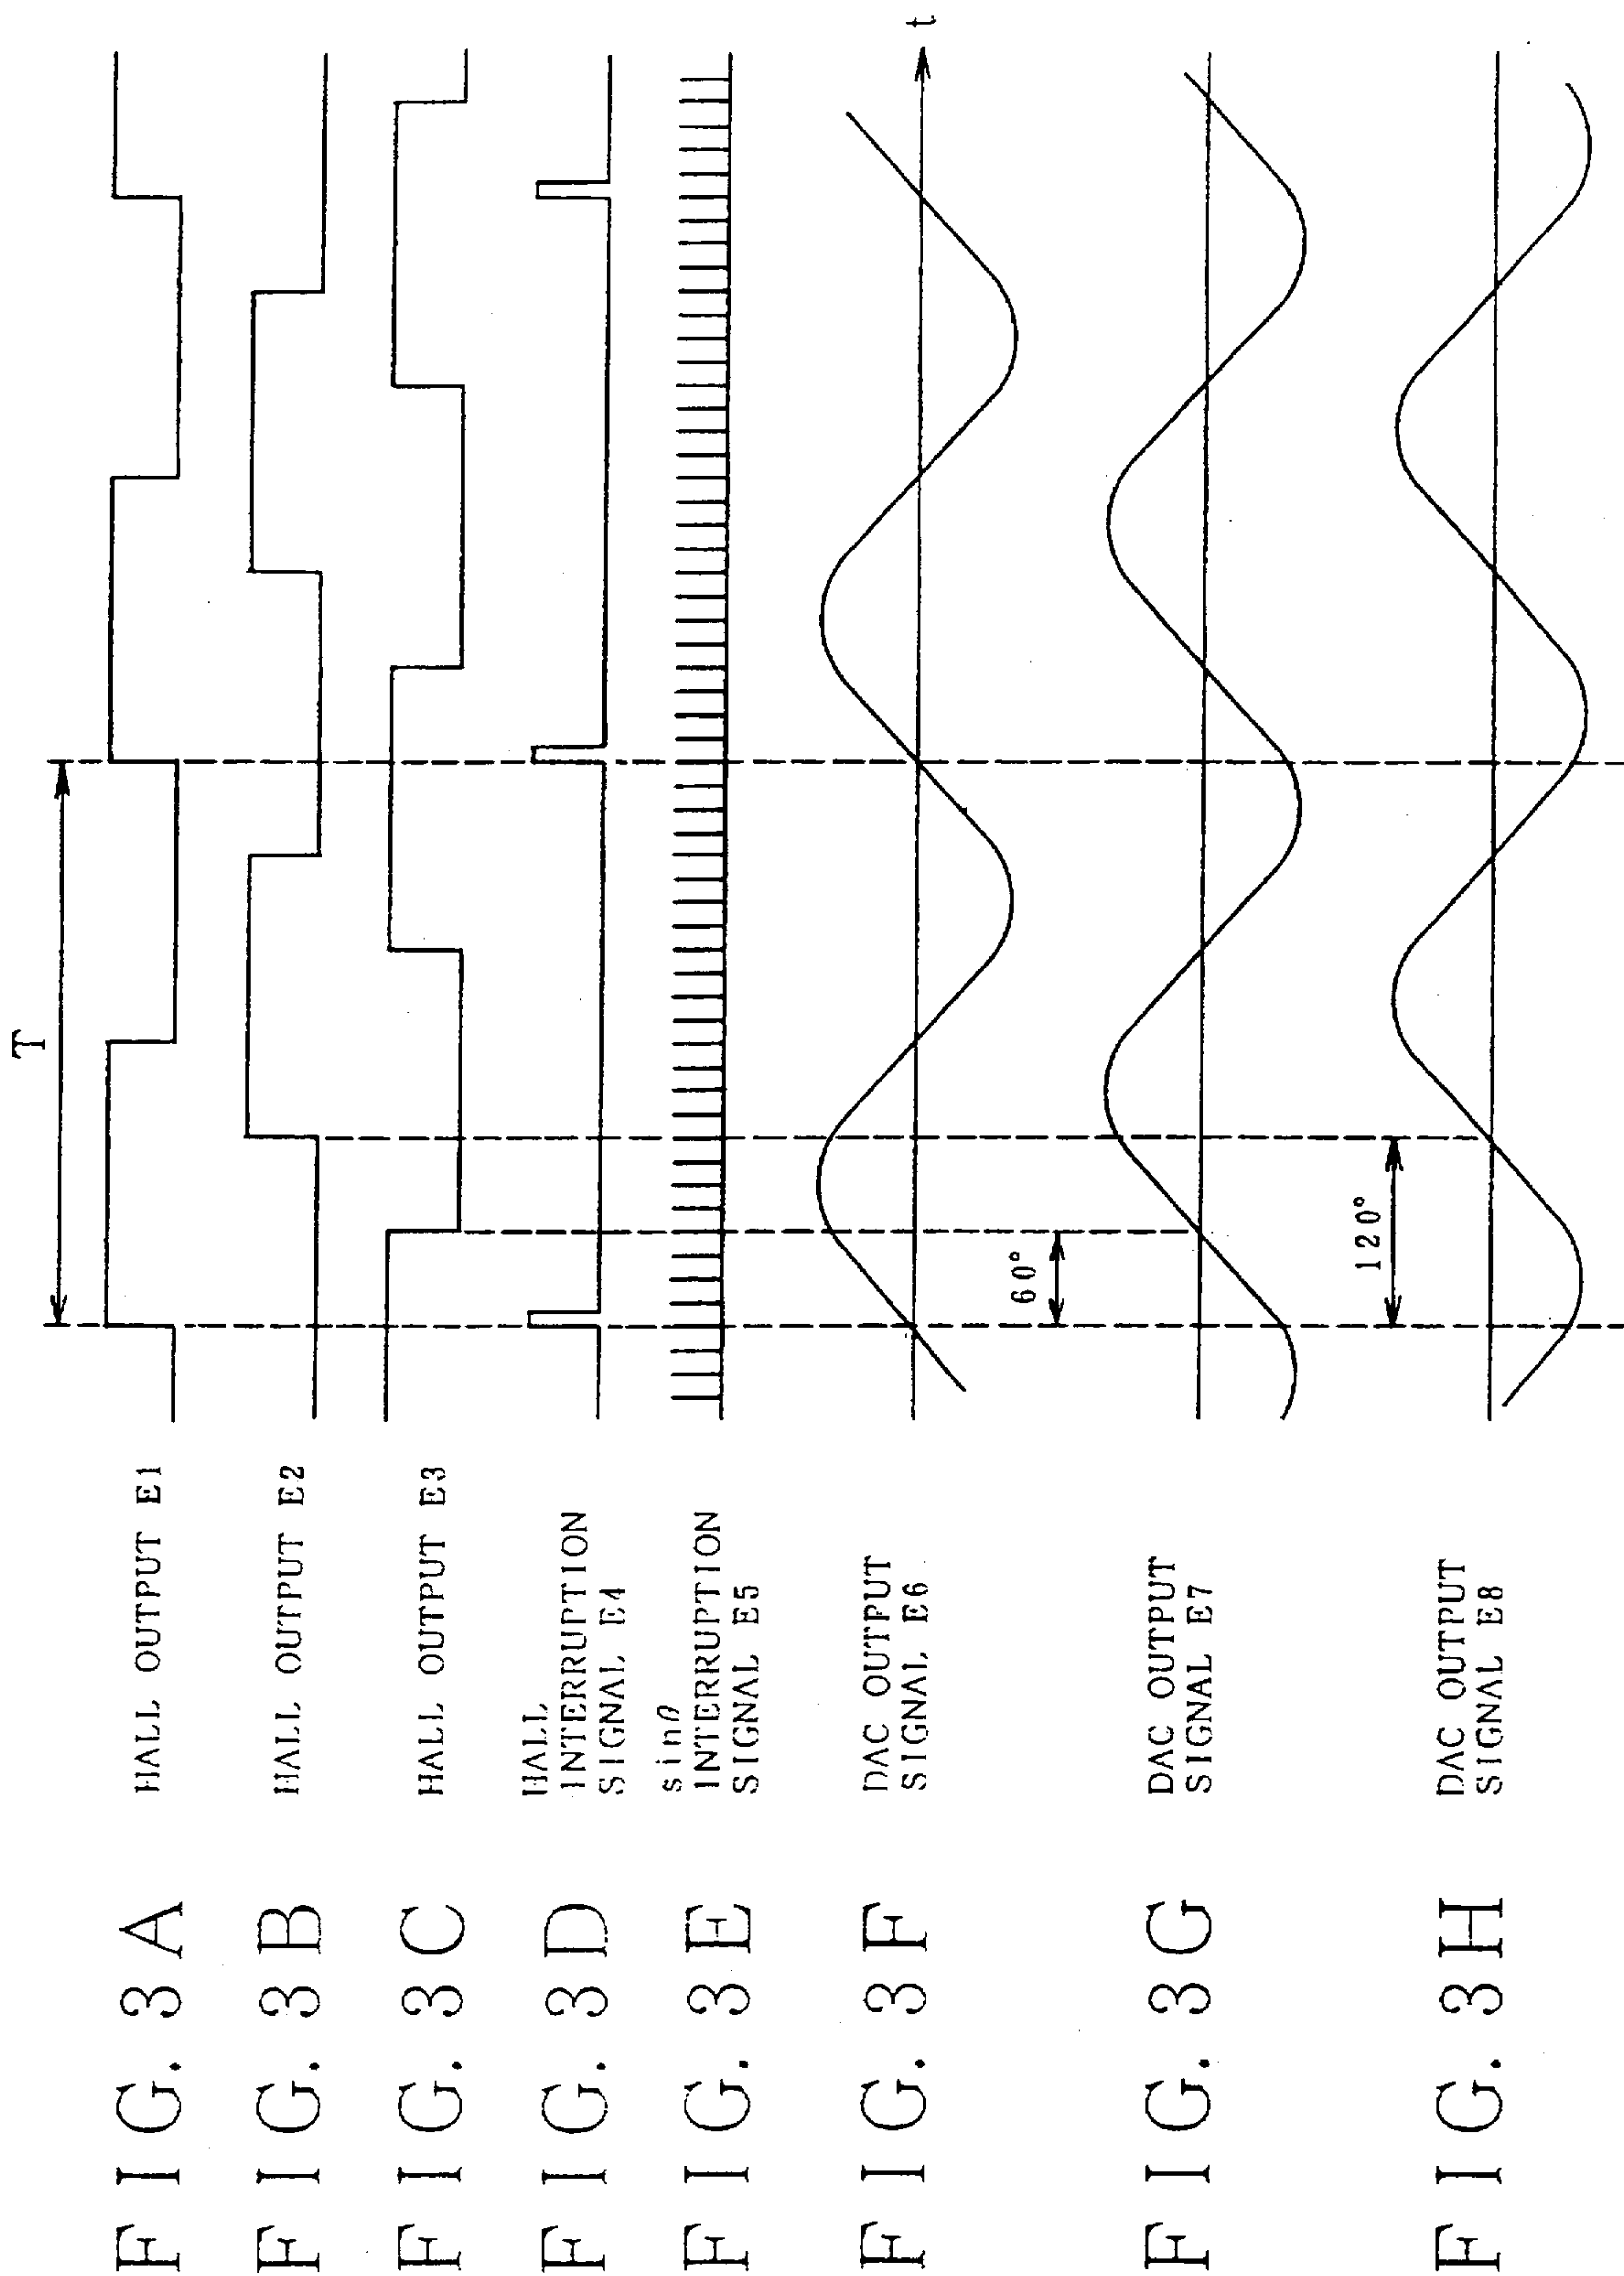 FIG. 3A
HALL OUTPUT E1
T
FIG. 3B
HALL OUTPUT E2
FIG. 3C
HALL OUTPUT E3
FIG. 3D
HALL
INTERRUPTION
SIGNAL E4
FIG. 3E
sinθ
INTERRUPTION
SIGNAL E5
FIG. 3F
DAC OUTPUT
SIGNAL E6
t
60°
FIG. 3G
DAC OUTPUT
SIGNAL E7
120°
FIG. 3H
DAC OUTPUT
SIGNAL E8